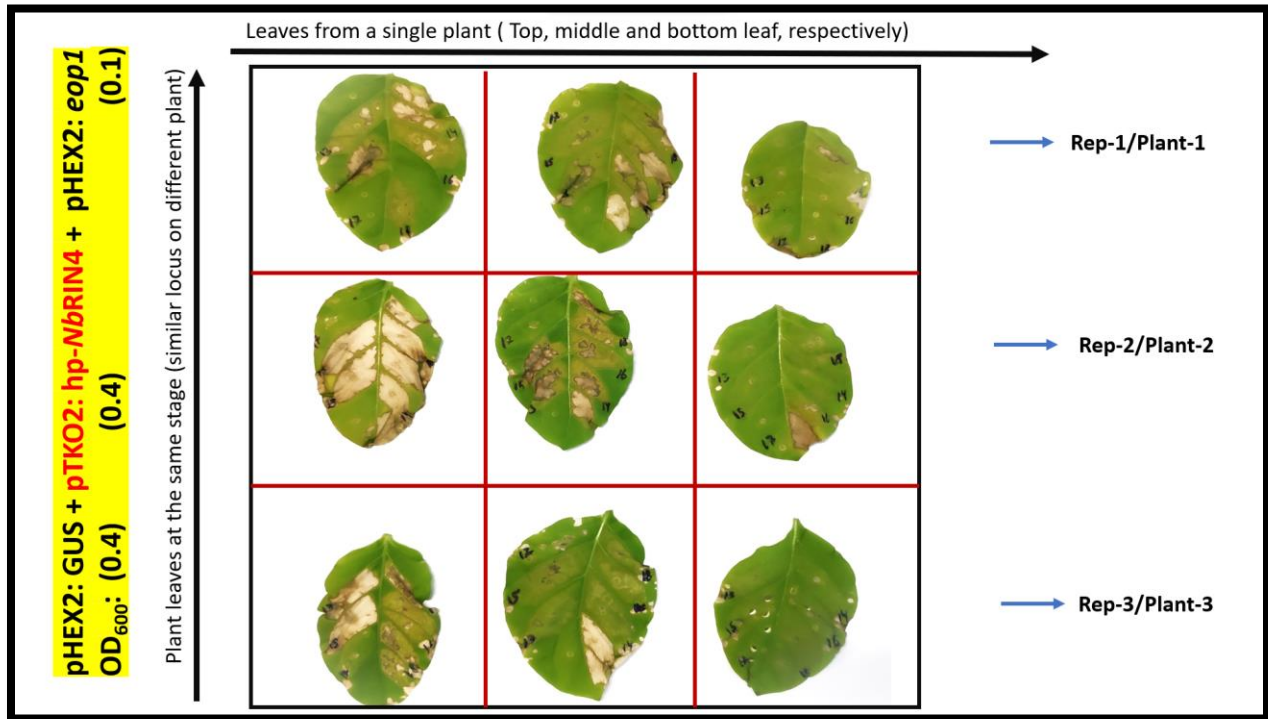 Leaves from a single plant ( Top, middle and bottom leaf, respectively)
pHEX2: GUS + pTKO2: hp-NbRIN4 + pHEX2: eop1
OD600: (0.4) (0.4) (0.1)
Plant leaves at the same stage (similar locus on different plant)
Rep-1/Plant-1
Rep-2/Plant-2
Rep-3/Plant-3